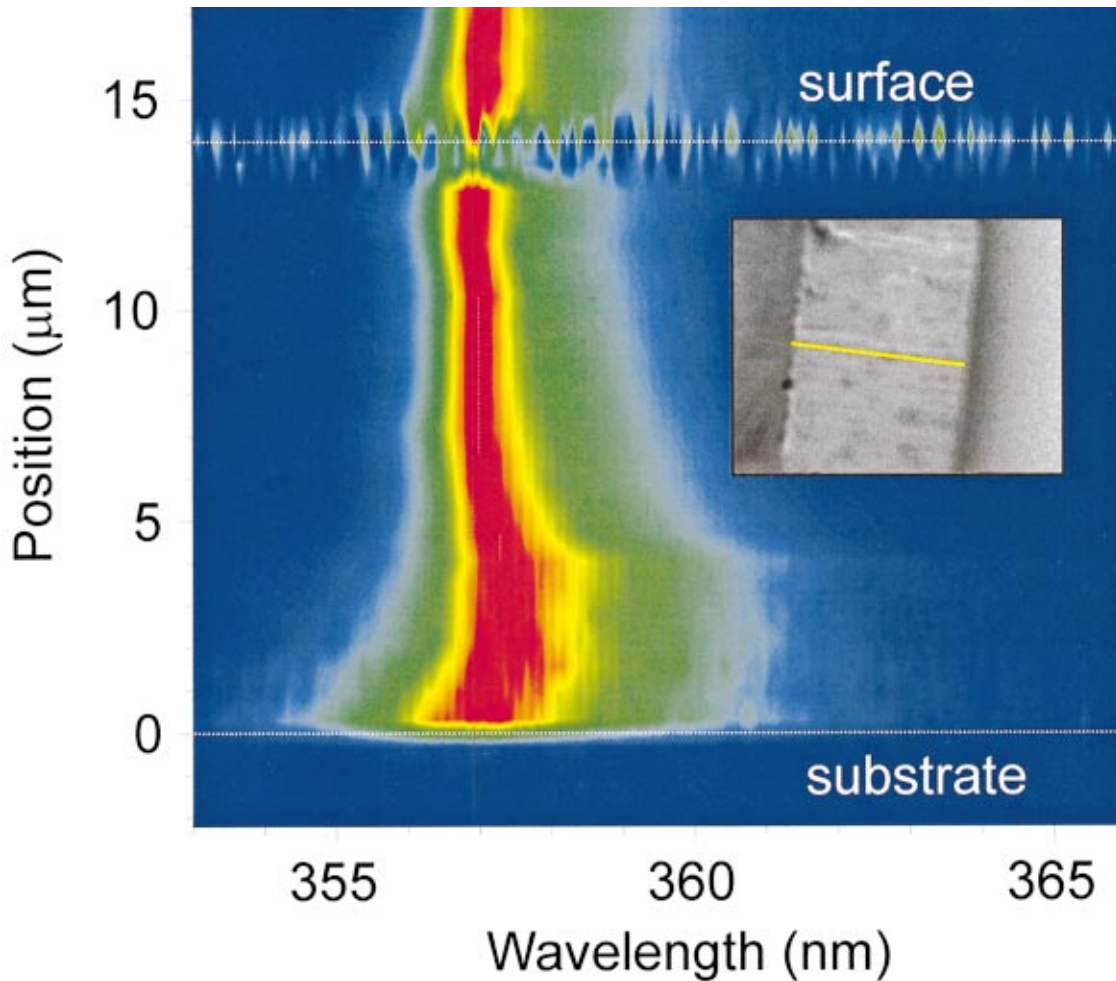 surface
15
10
5
0
Position (μm)
substrate
355
360
365
Wavelength (nm)